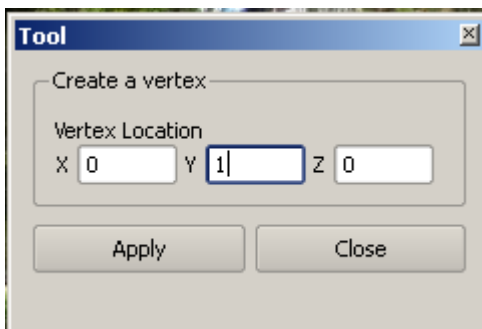 Tool
Create a vertex
Vertex Location
X 0 Y 1 Z 0
Apply Close